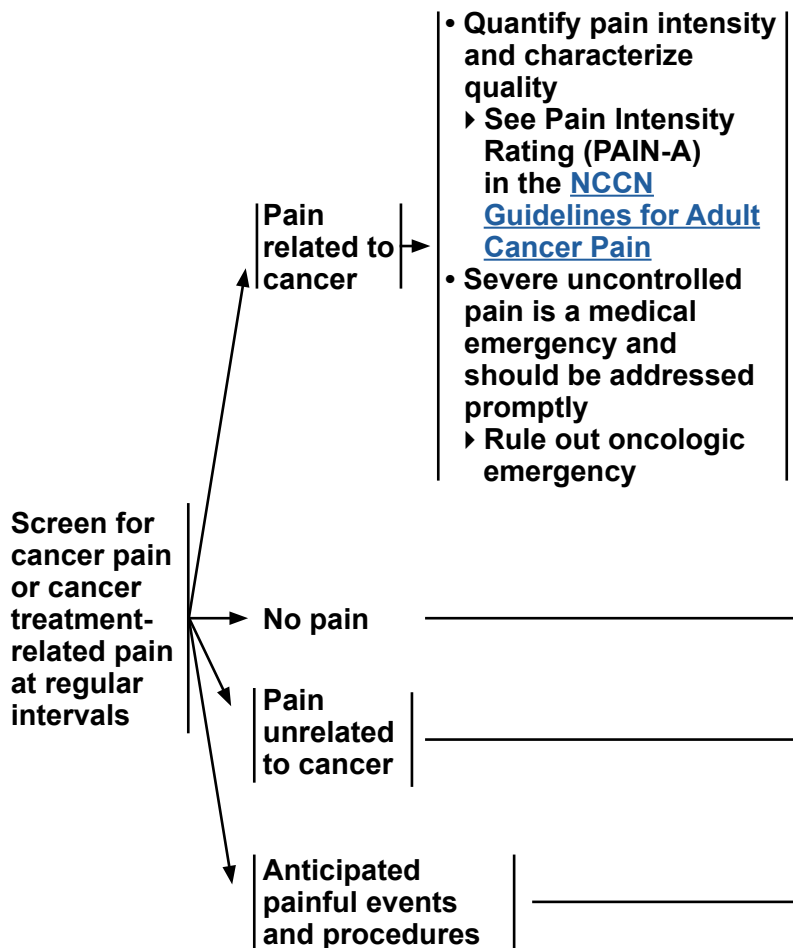 Screen for
cancer pain
or cancer
treatment-
related pain
at regular
intervals
Pain
related to
cancer
• Quantify pain intensity
and characterize
quality
▸ See Pain Intensity
Rating (PAIN-A)
in the NCCN
Guidelines for Adult
Cancer Pain
• Severe uncontrolled
pain is a medical
emergency and
should be addressed
promptly
▸ Rule out oncologic
emergency
No pain
Pain
unrelated
to cancer
Anticipated
painful events
and procedures